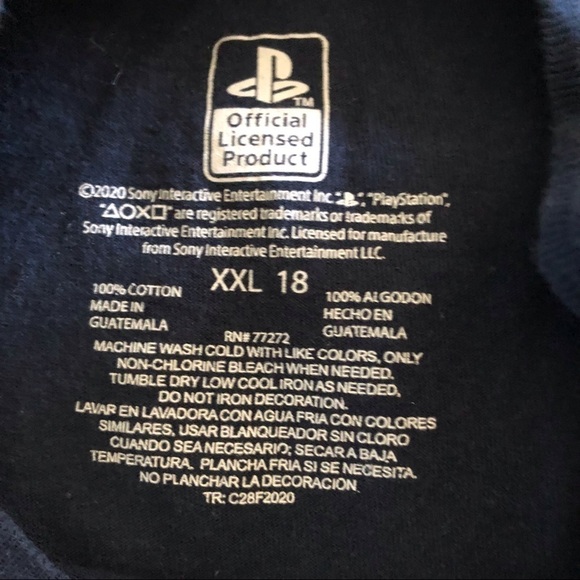 TM
Official
Licensed
Product
©2020 Sony Interactive Entertainment Inc. " ", "PlayStation",
"△OX□" are registered trademarks or trademarks of
Sony Interactive Entertainment Inc. Licensed for manufacture
from Sony Interactive Entertainment LLC.
XXL 18
100% COTTON
MADE IN
GUATEMALA
100% ALGODON
HECHO EN
GUATEMALA
RN# 77272
MACHINE WASH COLD WITH LIKE COLORS, ONLY
NON-CHLORINE BLEACH WHEN NEEDED.
TUMBLE DRY LOW COOL IRON AS NEEDED,
DO NOT IRON DECORATION.
LAVAR EN LAVADORA CON AGUA FRIA CON COLORES
SIMILARES, USAR BLANQUEADOR SIN CLORO
CUANDO SEA NECESARIO; SECAR A BAJA
TEMPERATURA. PLANCHA FRIA SI SE NECESITA.
NO PLANCHAR LA DECORACION.
TR: C28F2020